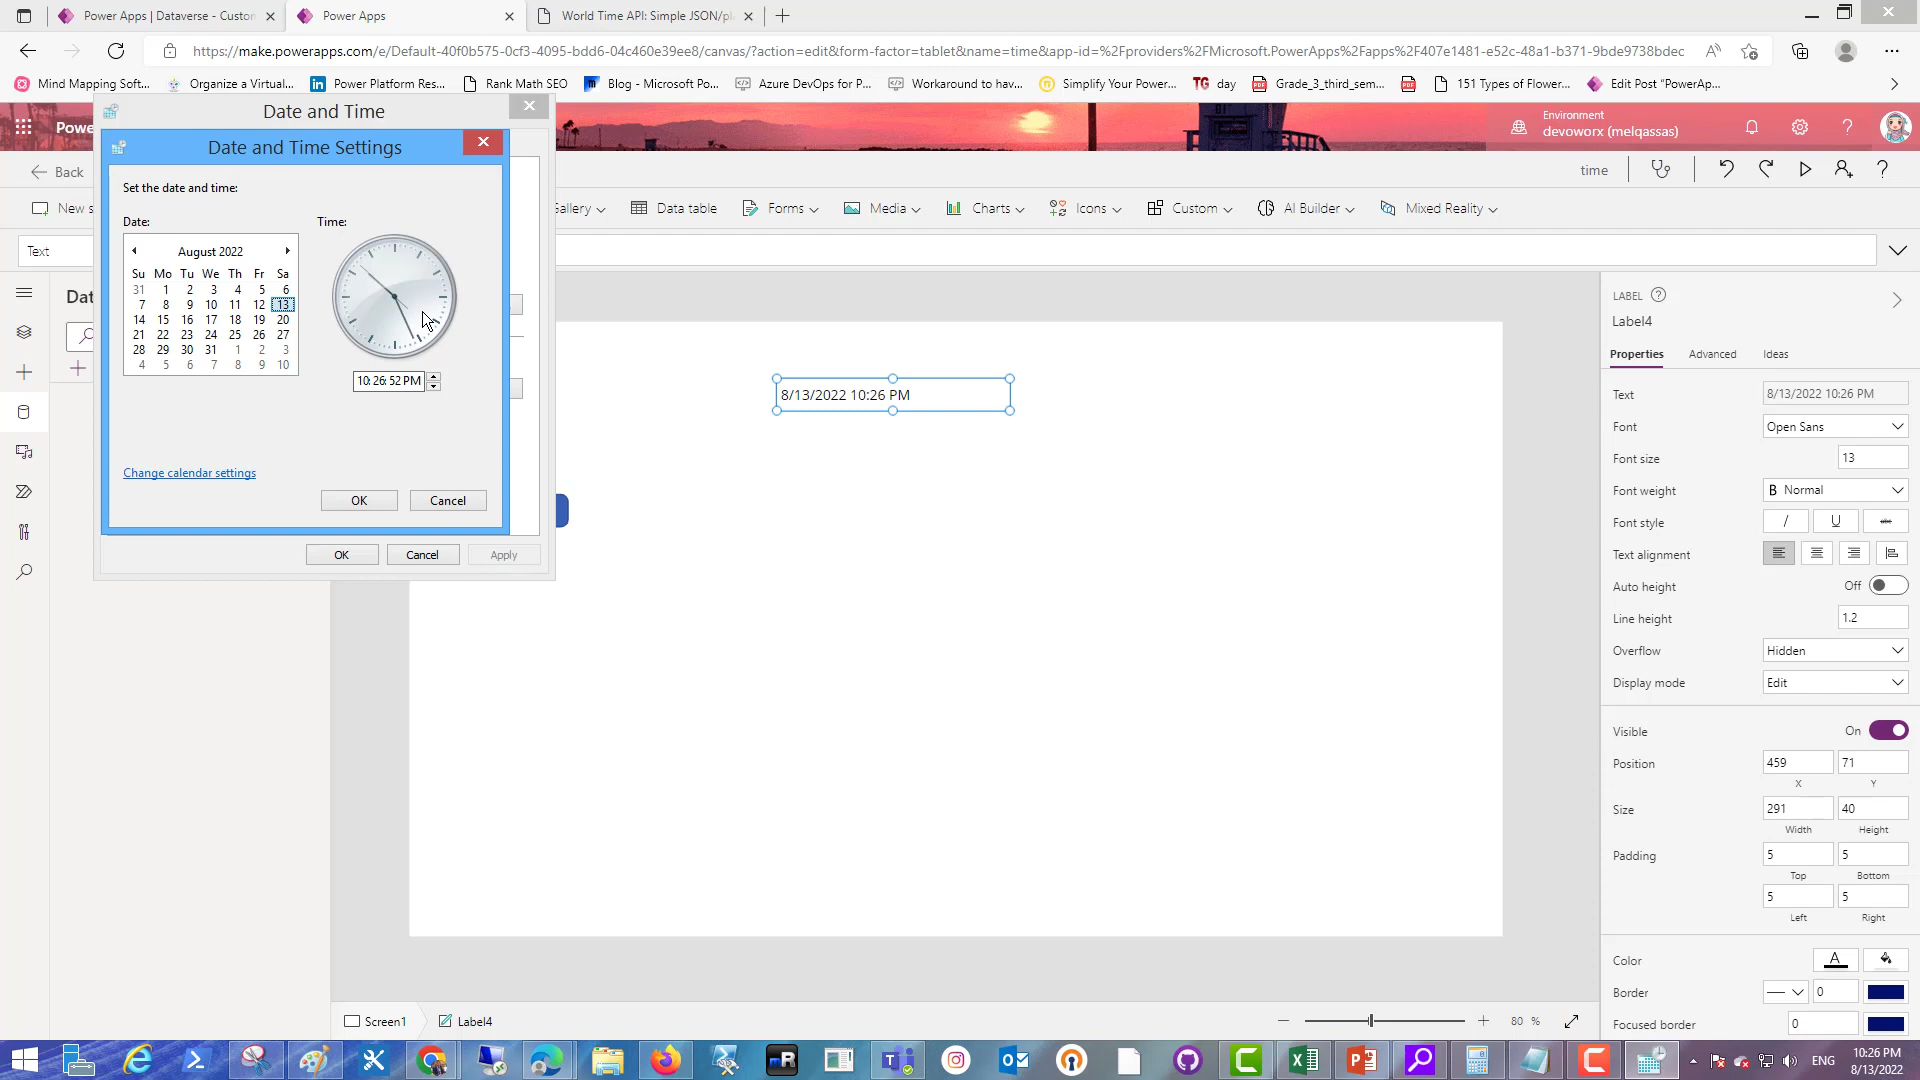 Power Apps | Dataverse - Custor
Power Apps
World Time API: Simple JSON/pl
https://make.powerapps.com/e/Default-40f0b575-0cf3-4095-bdd6-04c460e39ee8/canvas/?action=edit&form-factor=tablet&name=time&app-id=%2Fproviders%2FMicrosoft.PowerApps%2Fapps%2F407e1481-e52c-48a1-b371-9bde9738bdec
Mind Mapping Soft...
Organize a Virtual...
Power Platform Res...
Rank Math SEO
Blog - Microsoft Po...
Azure DevOps for P...
Workaround to hav...
Simplify Your Power...
TG day
Grade_3_third_sem...
151 Types of Flower...
Edit Post "PowerAp...
Powe
Environment
devoworx (melqassas)
Back
time
New s
allery
Data table
Forms
Media
Charts
Icons
Custom
AI Builder
Mixed Reality
Text
Dat
Date and Time
Date and Time Settings
Set the date and time:
Date:
Time:
August 2022
Su Mo Tu We Th Fr Sa
31 1 2 3 4 5 6
7 8 9 10 11 12 13
14 15 16 17 18 19 20
21 22 23 24 25 26 27
28 29 30 31 1 2 3
4 5 6 7 8 9 10
10:26:52 PM
Change calendar settings
OK
Cancel
OK
Cancel
Apply
8/13/2022 10:26 PM
LABEL
Label4
Properties
Advanced
Ideas
Text
8/13/2022 10:26 PM
Font
Open Sans
Font size
13
Font weight
B Normal
Font style
Text alignment
Auto height
Off
Line height
1.2
Overflow
Hidden
Display mode
Edit
Visible
On
Position
459
71
X
Y
Size
291
40
Width
Height
Padding
5
5
Top
Bottom
5
5
Left
Right
Color
Border
0
Focused border
0
Screen1
Label4
80 %
ENG
10:26 PM
8/13/2022